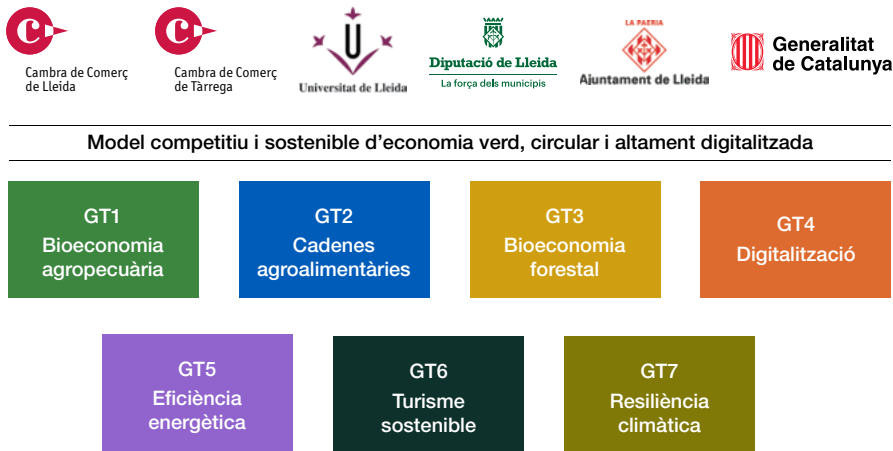 Cambra de Comerç
de Lleida
Cambra de Comerç
de Tàrrega
Universitat de Lleida
Diputació de Lleida
La força dels municipis
LA PAERIA
Ajuntament de Lleida
Generalitat
de Catalunya
Model competitiu i sostenible d’economia verd, circular i altament digitalitzada
GT1
Bioeconomia
agropecuària
GT2
Cadenes
agroalimentàries
GT3
Bioeconomia
forestal
GT4
Digitalització
GT5
Eficiència
energètica
GT6
Turisme
sostenible
GT7
Resiliència
climàtica